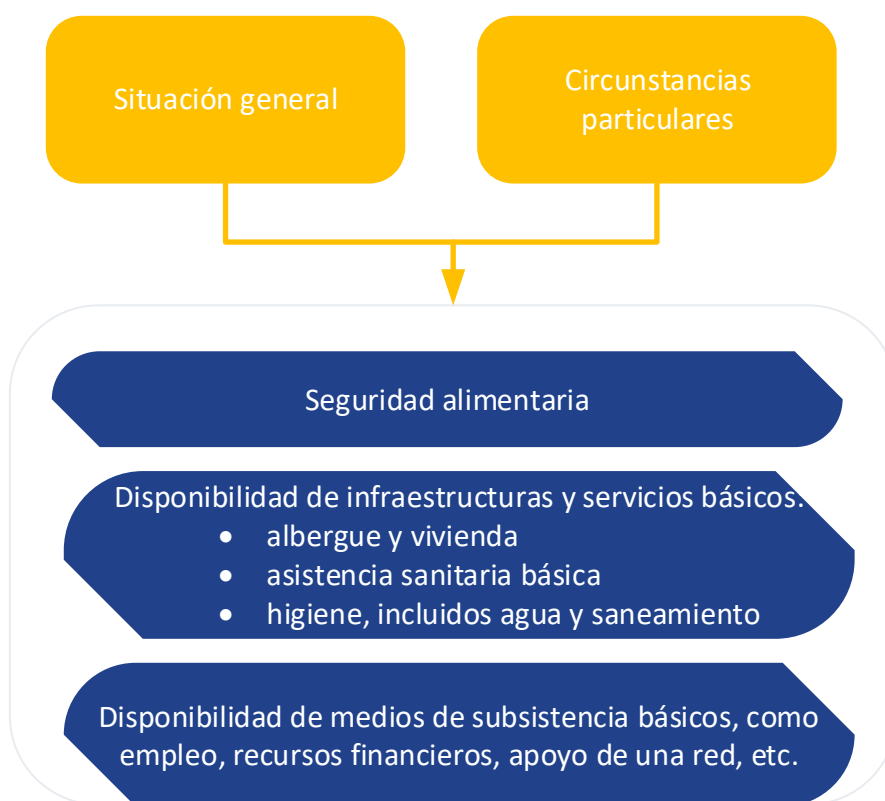 Situación general
Circunstancias
particulares
Seguridad alimentaria
Disponibilidad de infraestructuras y servicios básicos.
• albergue y vivienda
• asistencia sanitaria básica
• higiene, incluidos agua y saneamiento
Disponibilidad de medios de subsistencia básicos, como
empleo, recursos financieros, apoyo de una red, etc.